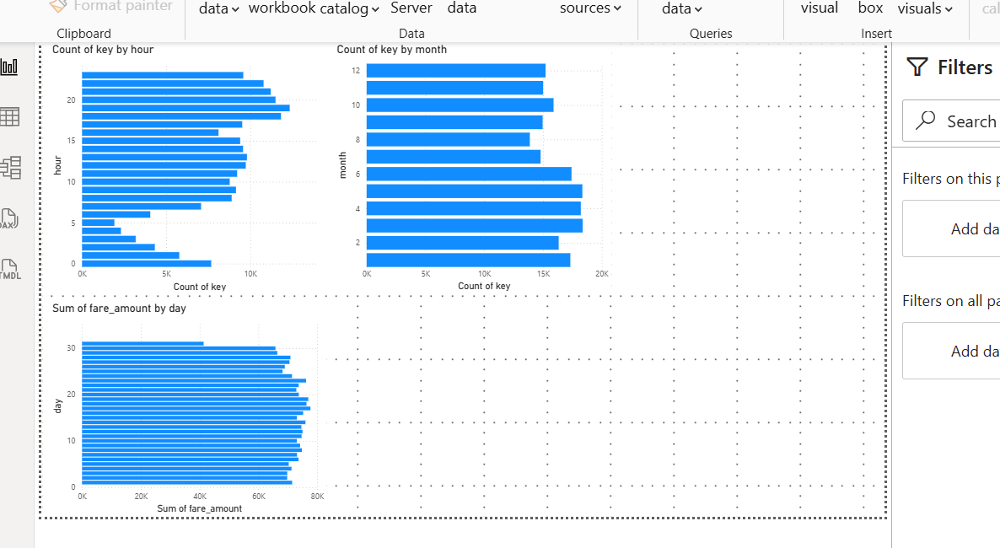 Format painter
data
workbook
catalog
Server
data
sources
data
visual
box
visuals
Clipboard
Data
Queries
Insert
Count of key by hour
hour
20
15
10
5
0
0K 5K 10K
Count of key
Count of key by month
month
12
10
8
6
4
2
0K 5K 10K 15K 20K
Count of key
Sum of fare_amount by day
day
30
20
10
0
0K 20K 40K 60K 80K
Sum of fare_amount
DAX
TMDL
Filters
Search
Filters on this p
Add da
Filters on all pa
Add da